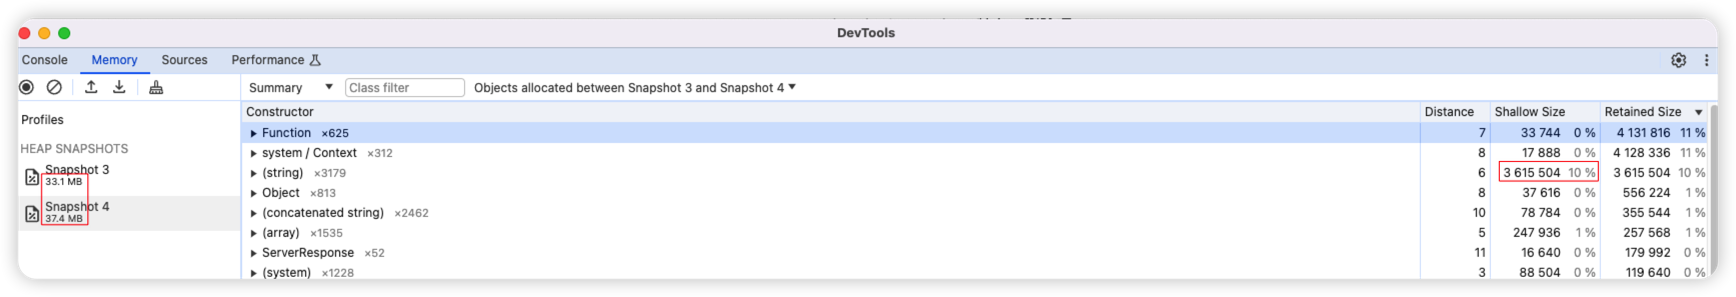 DevTools
Console Memory Sources Performance
Summary ▼ Class filter Objects allocated between Snapshot 3 and Snapshot 4 ▼
Profiles
HEAP SNAPSHOTS
Snapshot 3
33.1 MB
Snapshot 4
37.4 MB
Constructor Distance Shallow Size Retained Size ▼
▶ Function ×625 7 33 744 0 % 4 131 816 11 %
▶ system / Context ×312 8 17 888 0 % 4 128 336 11 %
▶ (string) ×3179 6 3 615 504 10 % 3 615 504 10 %
▶ Object ×813 8 37 616 0 % 556 224 1 %
▶ (concatenated string) ×2462 10 78 784 0 % 355 544 1 %
▶ (array) ×1535 5 247 936 1 % 257 568 1 %
▶ ServerResponse ×52 11 16 640 0 % 179 992 0 %
▶ (system) ×1228 3 88 504 0 % 119 640 0 %